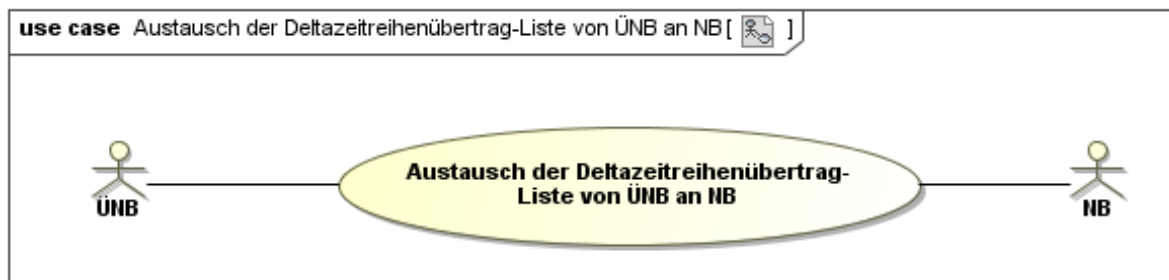 use case Austausch der Deltazeitreihenübertrag-Liste von ÜNB an NB [ ]
Austausch der Deltazeitreihenübertrag-
Liste von ÜNB an NB
ÜNB
NB